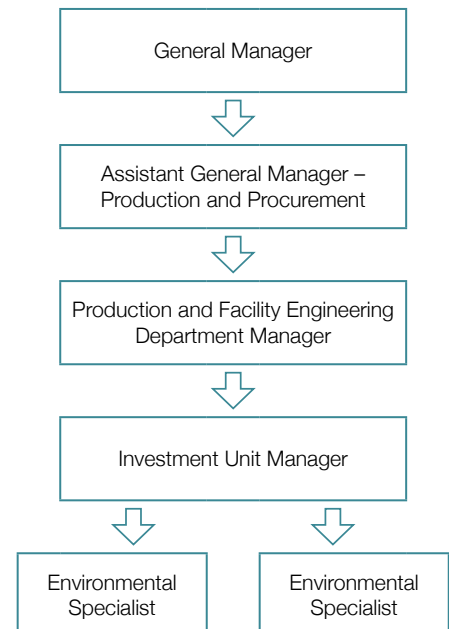 General Manager
Assistant General Manager –
Production and Procurement
Production and Facility Engineering
Department Manager
Investment Unit Manager
Environmental
Specialist
Environmental
Specialist